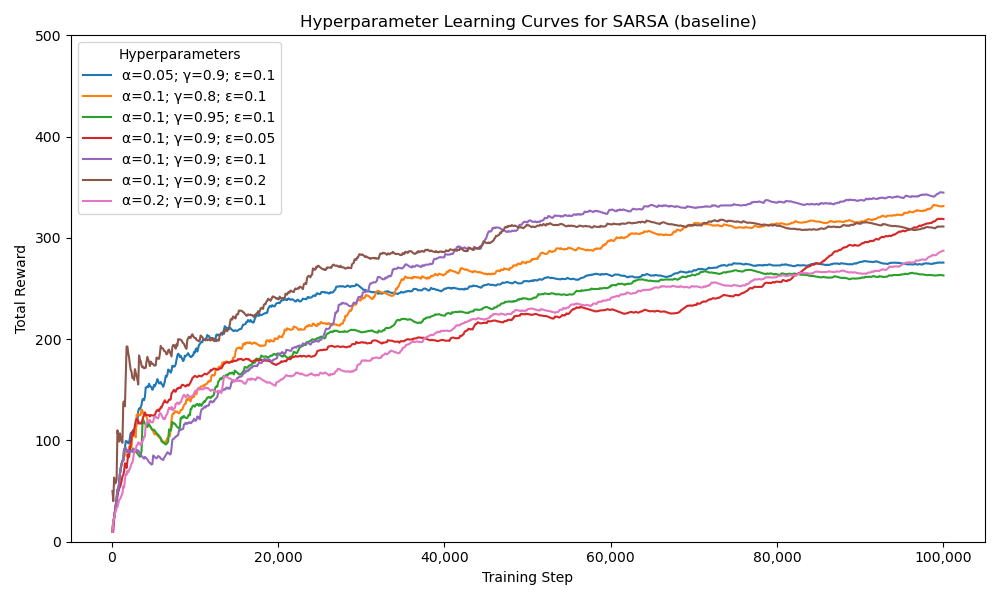 Hyperparameter Learning Curves for SARSA (baseline)
Total Reward
500
400
300
200
100
0
Hyperparameters
α=0.05; γ=0.9; ε=0.1
α=0.1; γ=0.8; ε=0.1
α=0.1; γ=0.95; ε=0.1
α=0.1; γ=0.9; ε=0.05
α=0.1; γ=0.9; ε=0.1
α=0.1; γ=0.9; ε=0.2
α=0.2; γ=0.9; ε=0.1
0 20,000 40,000 60,000 80,000 100,000
Training Step